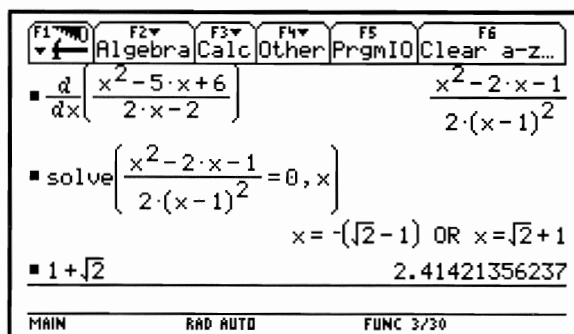 F1 F2 Algebra F3 Calc F4 Other F5 PrgmIO F6 Clear a-z…
■ d/dx((x²-5·x+6)/(2·x-2)) (x²-2·x-1)/(2·(x-1)²)
■ solve((x²-2·x-1)/(2·(x-1)²)=0,x)
x=-(√2-1) OR x=√2+1
■ 1+√2 2.41421356237
MAIN RAD AUTO FUNC 3/30